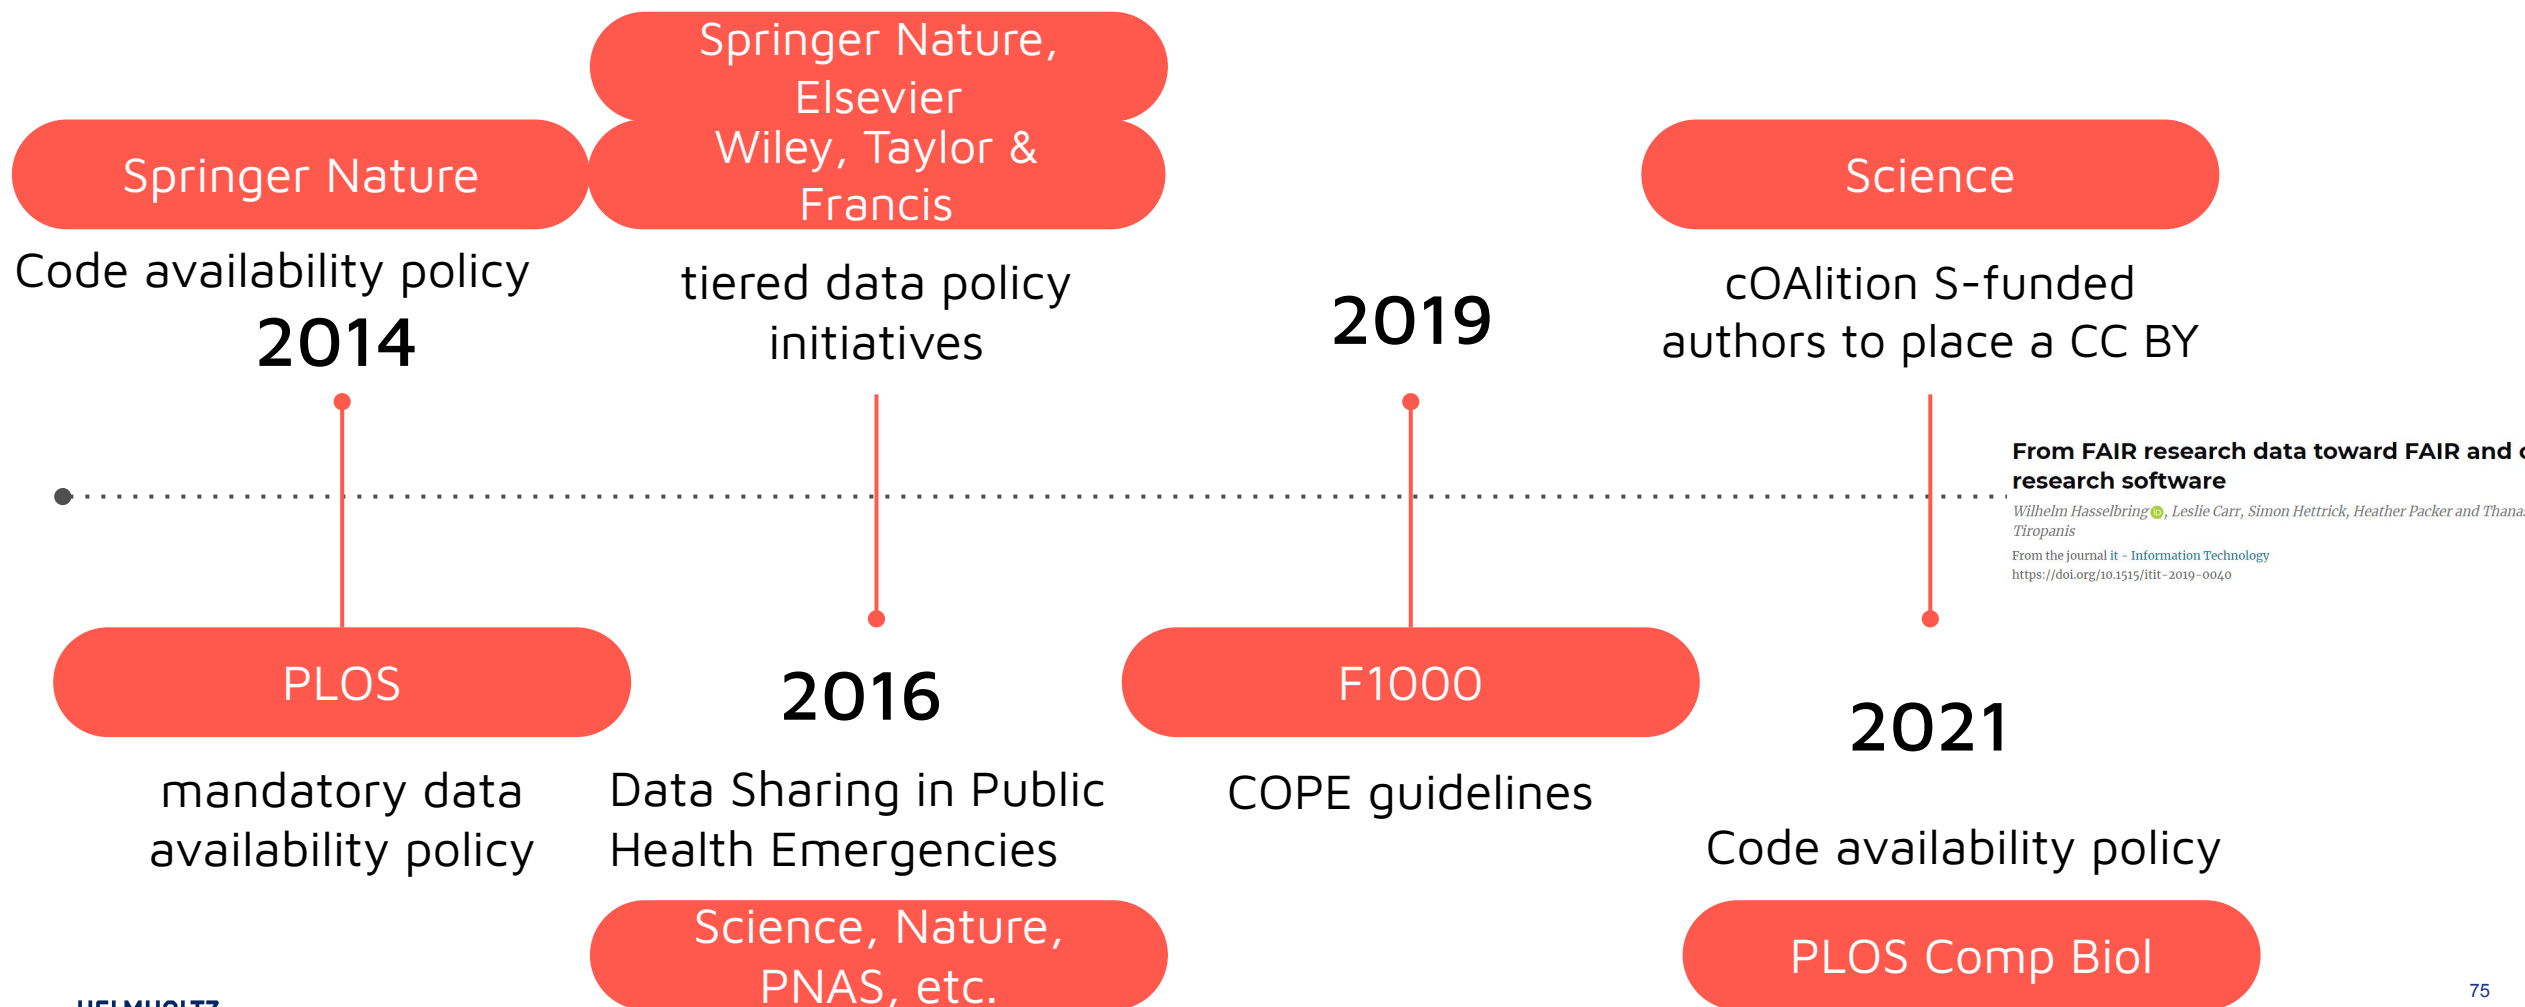 Springer Nature
Code availability policy
2014
PLOS
mandatory data
availability policy
Springer Nature,
Elsevier
Wiley, Taylor &
Francis
tiered data policy
initiatives
2016
Data Sharing in Public
Health Emergencies
Science, Nature,
PNAS, etc.
2019
F1000
COPE guidelines
Science
cOAlition S-funded
authors to place a CC BY
2021
Code availability policy
PLOS Comp Biol
From FAIR research data toward FAIR and
research software
Wilhelm Hasselbring, Leslie Carr, Simon Hettrick, Heather Packer and
Tiropanis
From the journal it - Information Technology
https://doi.org/10.1515/itit-2019-0040
HELMHOLTZ
75